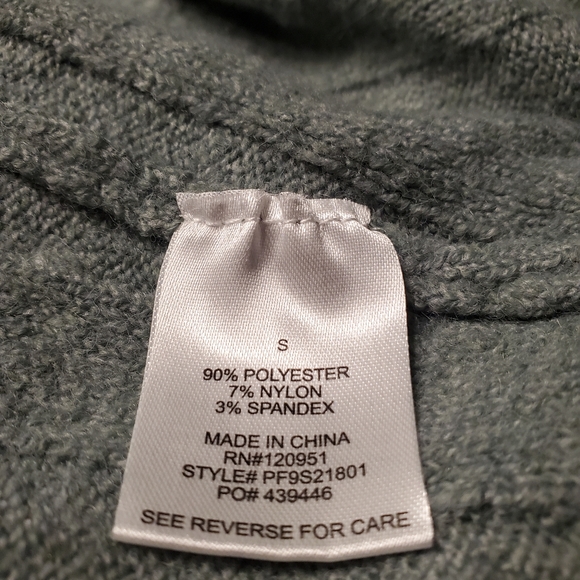 S
90% POLYESTER
7% NYLON
3% SPANDEX
MADE IN CHINA
RN#120951
STYLE# PF9S21801
PO# 439446
SEE REVERSE FOR CARE